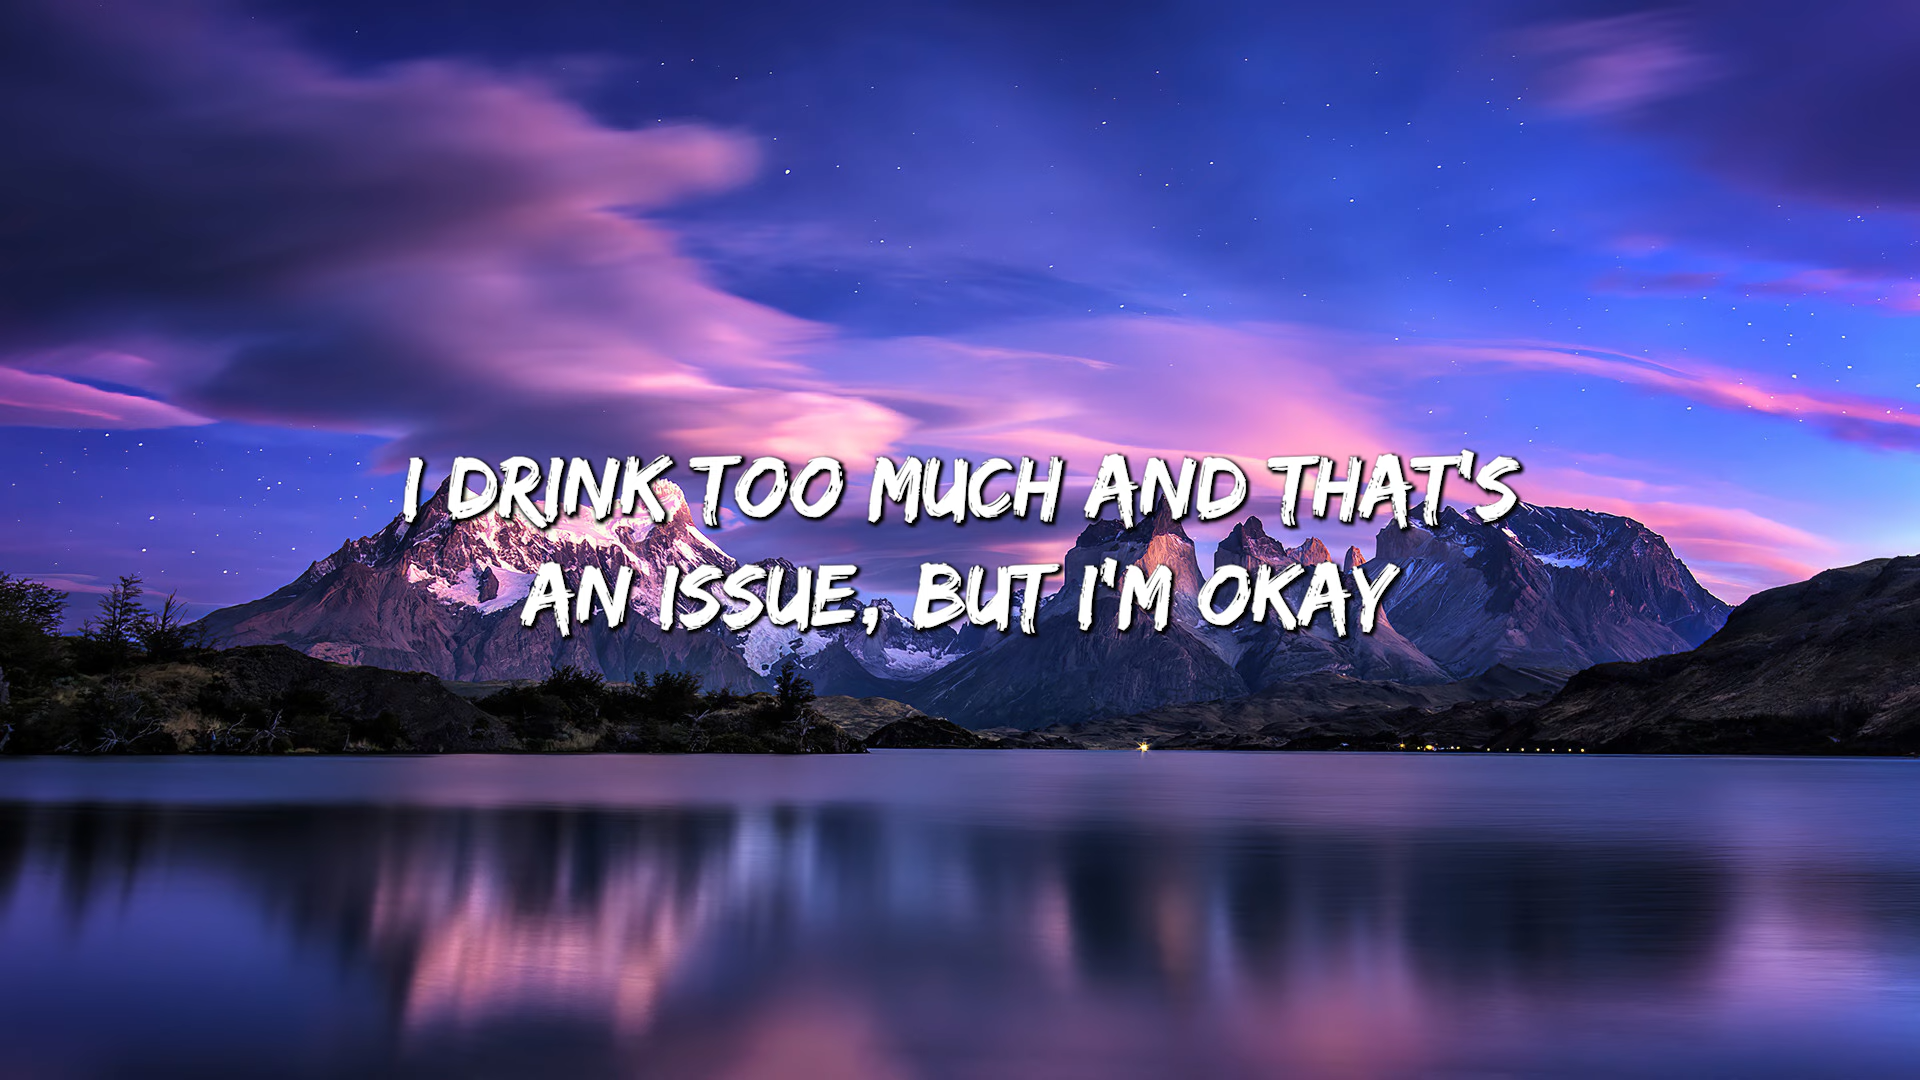 I DRINK TOO MUCH AND THAT'S
AN ISSUE, BUT I'M OKAY